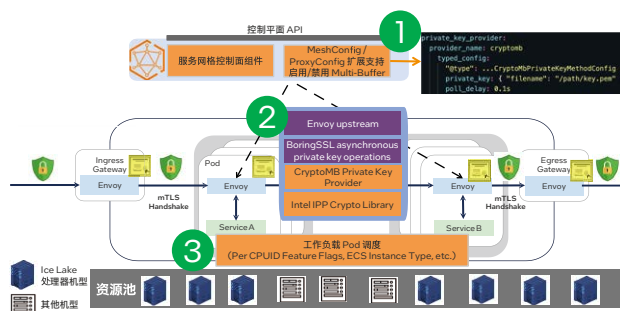 控制平面 API
1
服务网格控制面组件
MeshConfig /
ProxyConfig 扩展支持
启用/禁用 Multi-Buffer
private_key_provider:
provider_name: cryptomb
typed_config:
"@type": ...CryptoMbPrivateKeyMethodConfig
private_key: { "filename": "/path/key.pem"
poll_delay: 0.1s
2
Envoy upstream
BoringSSL asynchronous
private key operations
CryptoMB Private Key
Provider
Intel IPP Crypto Library
Ingress
Gateway
Envoy
mTLS
Handshake
Pod
Envoy
Service A
Envoy
Service B
mTLS
Handshake
Egress
Gateway
Envoy
3
工作负载 Pod 调度
（Per CPUID Feature Flags, ECS Instance Type, etc.）
Ice Lake
处理器机型
其他机型
资源池